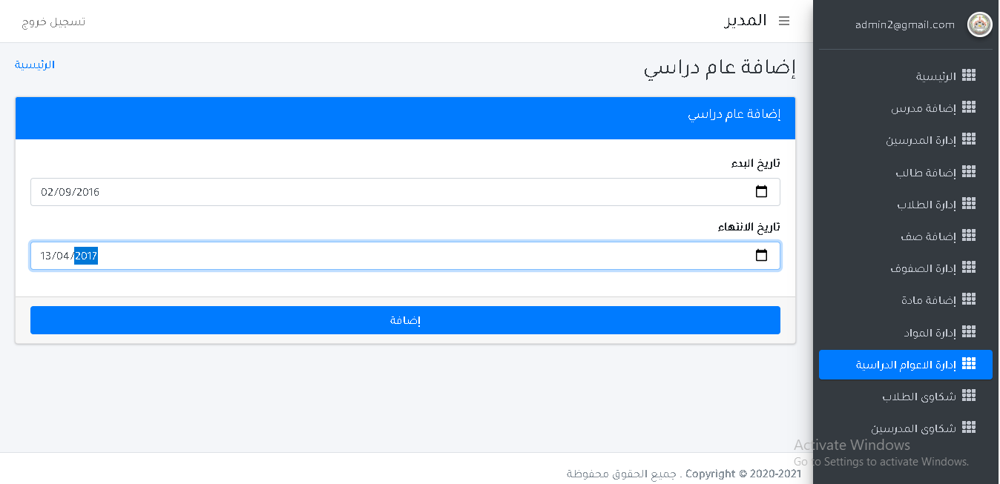 admin2@gmail.com
الرئيسية
إضافة مدرس
إدارة المدرسين
إضافة طالب
إدارة الطلاب
إضافة صف
إدارة الصفوف
إضافة مادة
إدارة المواد
إدارة الاعوام الدراسية
شكاوى الطلاب
شكاوى المدرسين
المدير
تسجيل خروج
إضافة عام دراسي
الرئيسية
إضافة عام دراسي
تاريخ البدء
02/09/2016
تاريخ الانتهاء
13/04/2017
إضافة
Copyright © 2020-2021 . جميع الحقوق محفوظة
Activate Windows
Go to Settings to activate Windows.